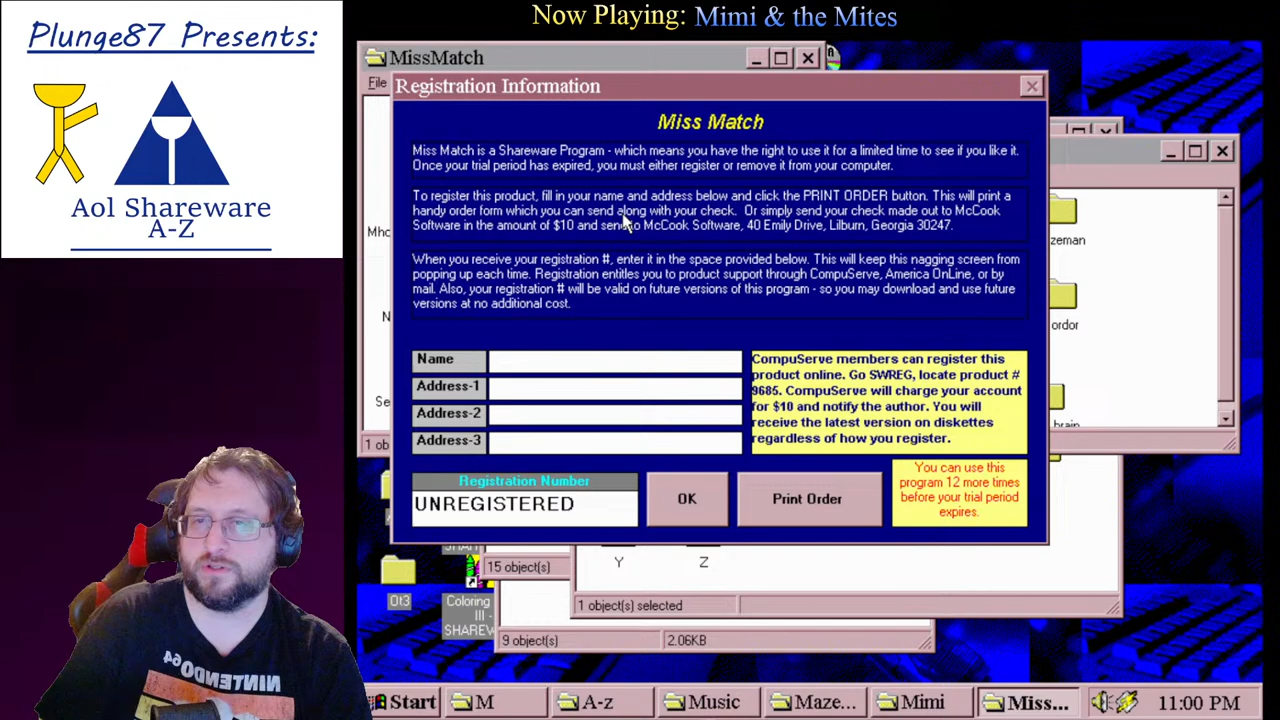 Plunge87 Presents:
Aol Shareware
A-Z
Now Playing: Mimi & the Mites
MissMatch
File
Registration Information
Miss Match
Miss Match is a Shareware Program - which means you have the right to use it for a limited time to see if you like it.
Once your trial period has expired, you must either register or remove it from your computer.
To register this product, fill in your name and address below and click the PRINT ORDER button. This will print a
handy order form which you can send along with your check. Or simply send your check made out to McCook
Software in the amount of $10 and send to McCook Software, 40 Emily Drive, Lilburn, Georgia 30247.
When you receive your registration #, enter it in the space provided below. This will keep this nagging screen from
popping up each time. Registration entitles you to product support through CompuServe, America OnLine, or by
mail. Also, your registration # will be valid on future versions of this program - so you may download and use future
versions at no additional cost.
Name
Address-1
Address-2
Address-3
CompuServe members can register this
product online. Go SWREG, locate product #
9685. CompuServe will charge your account
for $10 and notify the author. You will
receive the latest version on diskettes
regardless of how you register.
Registration Number
UNREGISTERED
OK
Print Order
You can use this
program 12 more times
before your trial period
expires.
Mho
N
Se
1 ob
zeman
ordor
brain
Y
Z
15 object(s)
1 object(s) selected
Ot3
Coloring
III -
SHAREW
9 object(s)
2.06KB
NINTENDO64
Start
M
A-z
Music
Maze...
Mimi
Miss...
11:00 PM